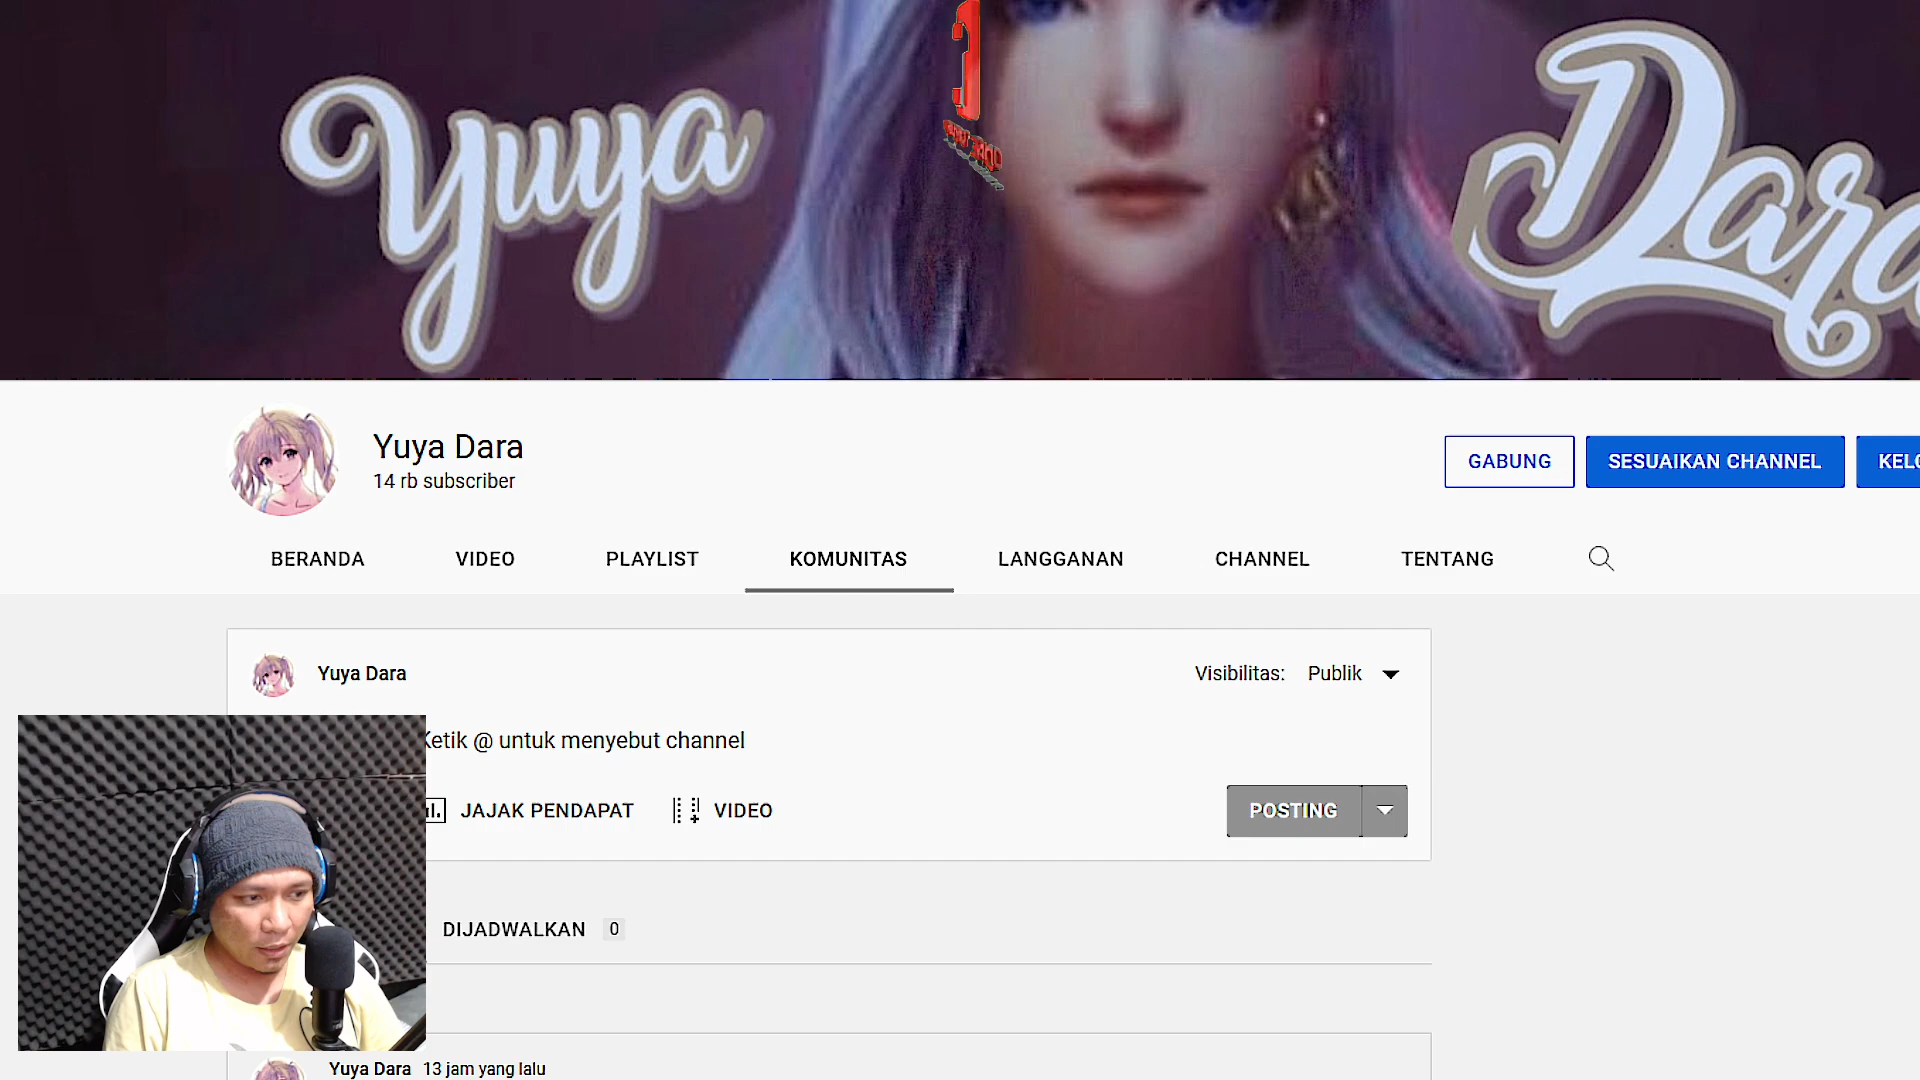 Yuya
Yuya Dara
14 rb subscriber
GABUNG
SESUAIKAN CHANNEL
BERANDA
VIDEO
PLAYLIST
KOMUNITAS
LANGGANAN
CHANNEL
TENTANG
Yuya Dara
Visibilitas: Publik
Ketik @ untuk menyebut channel
JAJAK PENDAPAT
VIDEO
POSTING
DIJADWALKAN 0
Yuya Dara 13 jam yang lalu